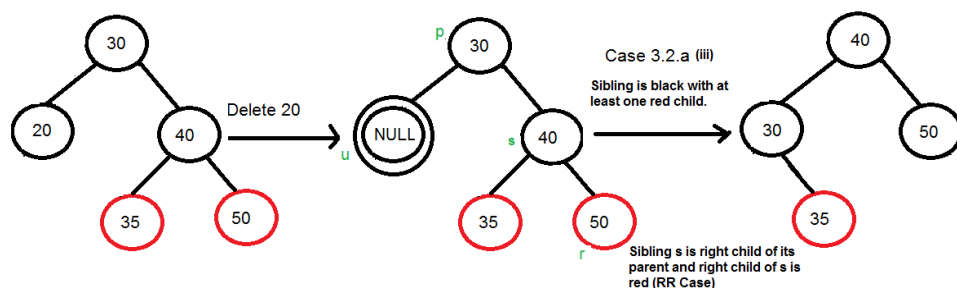 30
20
40
35
50
Delete 20
p
30
NULL
u
s
40
35
50
r
Case 3.2.a (iii)
Sibling is black with at
least one red child.
Sibling s is right child of its
parent and right child of s is
red (RR Case)
40
30
50
35